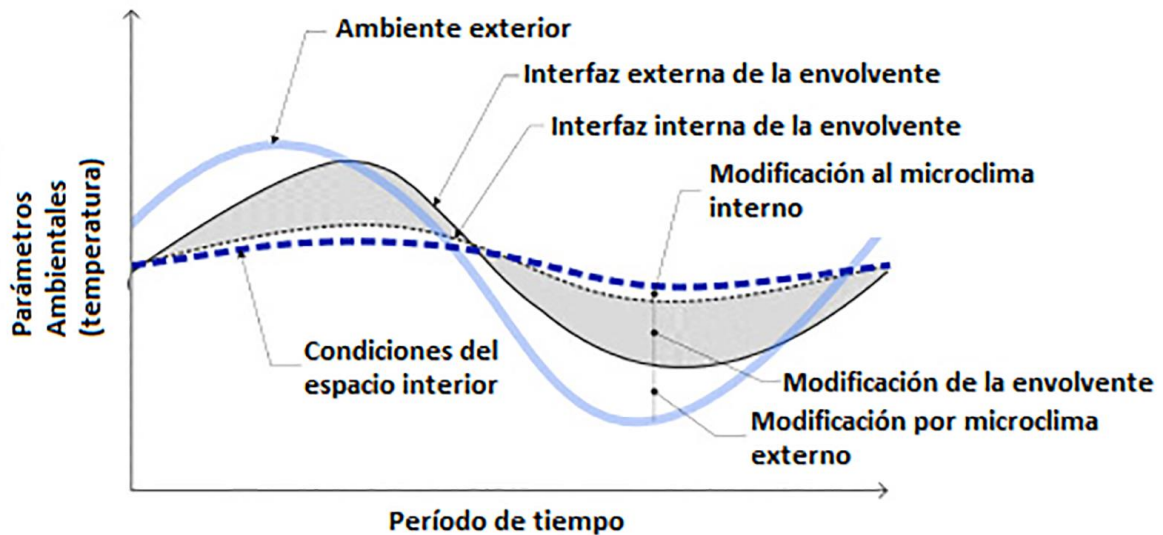 Ambiente exterior
Interfaz externa de la envolvente
Interfaz interna de la envolvente
Modificación al microclima
interno
Parámetros
Ambientales
(temperatura)
Condiciones del
espacio interior
Modificación de la envolvente
Modificación por microclima
externo
Período de tiempo